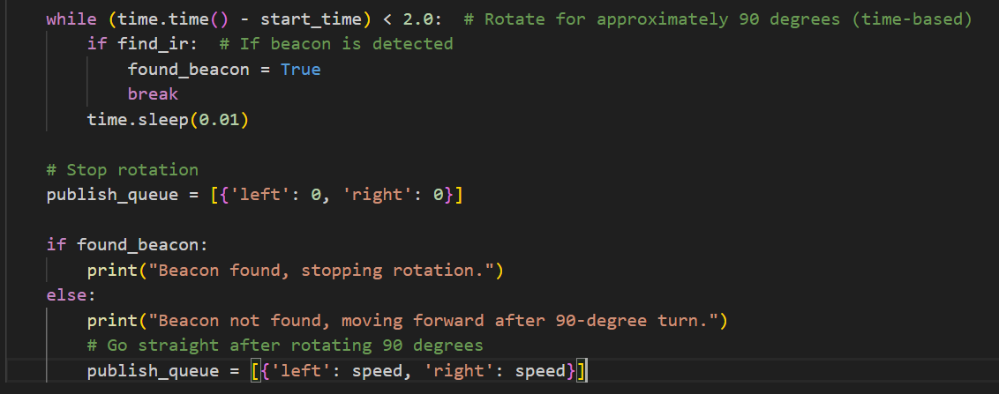 while (time.time() - start_time) < 2.0:  # Rotate for approximately 90 degrees (time-based)
    if find_ir:  # If beacon is detected
        found_beacon = True
        break
    time.sleep(0.01)

# Stop rotation
publish_queue = [{'left': 0, 'right': 0}]

if found_beacon:
    print("Beacon found, stopping rotation.")
else:
    print("Beacon not found, moving forward after 90-degree turn.")
    # Go straight after rotating 90 degrees
    publish_queue = [{'left': speed, 'right': speed}]